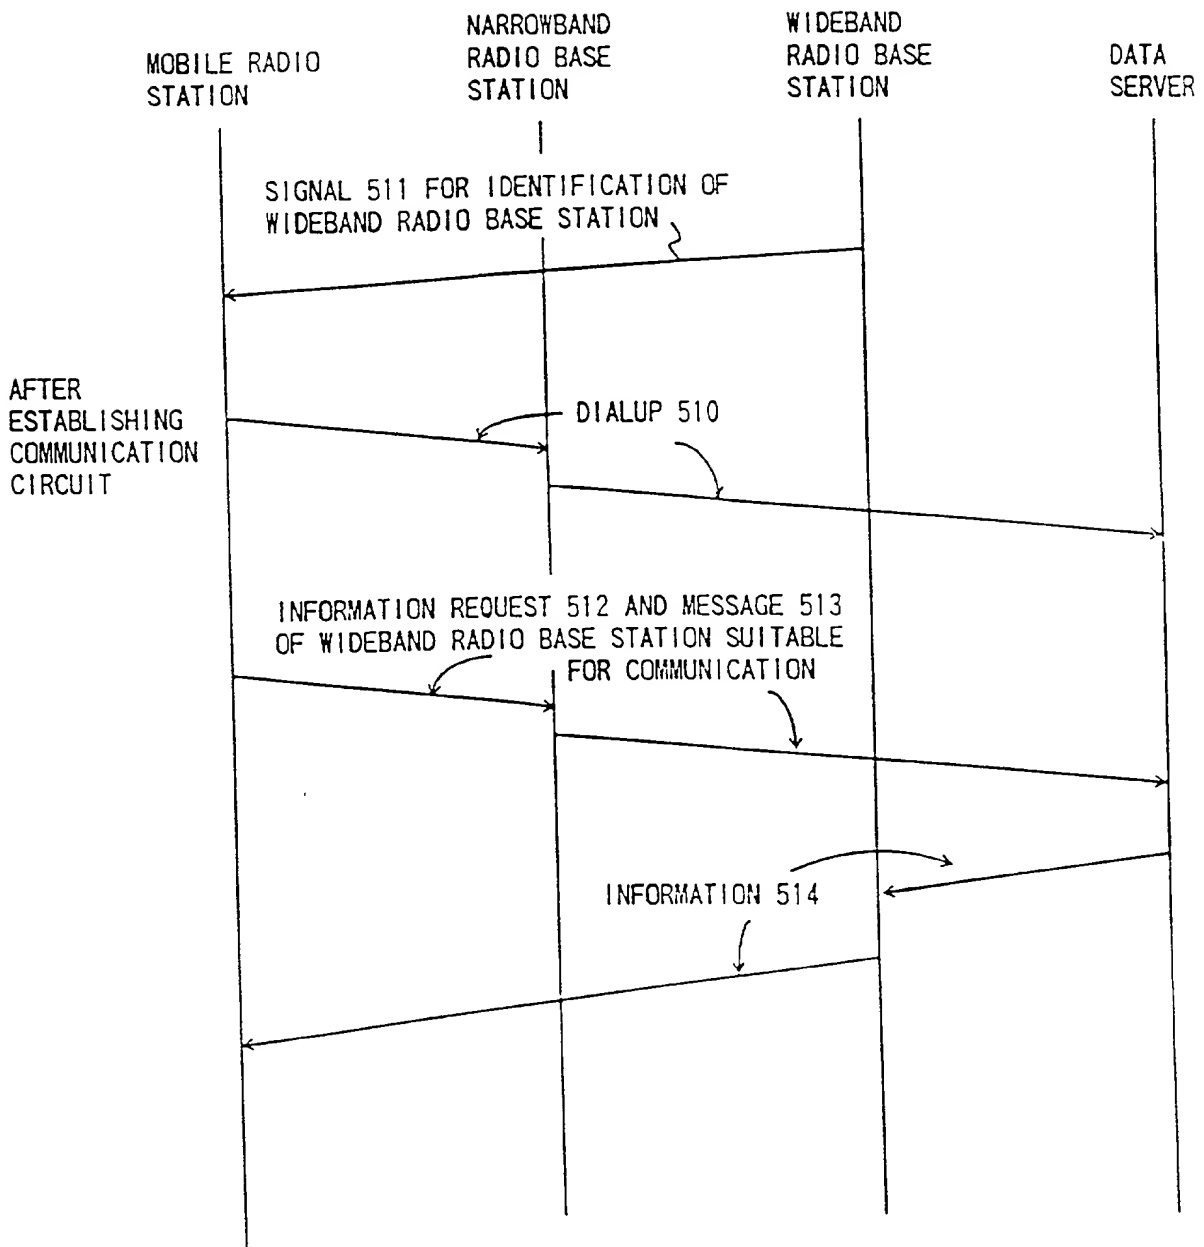 MOBILE RADIO
STATION
NARROWBAND
RADIO BASE
STATION
WIDEBAND
RADIO BASE
STATION
DATA
SERVER
SIGNAL 511 FOR IDENTIFICATION OF
WIDEBAND RADIO BASE STATION
AFTER
ESTABLISHING
COMMUNICATION
CIRCUIT
DIALUP 510
INFORMATION REQUEST 512 AND MESSAGE 513
OF WIDEBAND RADIO BASE STATION SUITABLE
FOR COMMUNICATION
INFORMATION 514